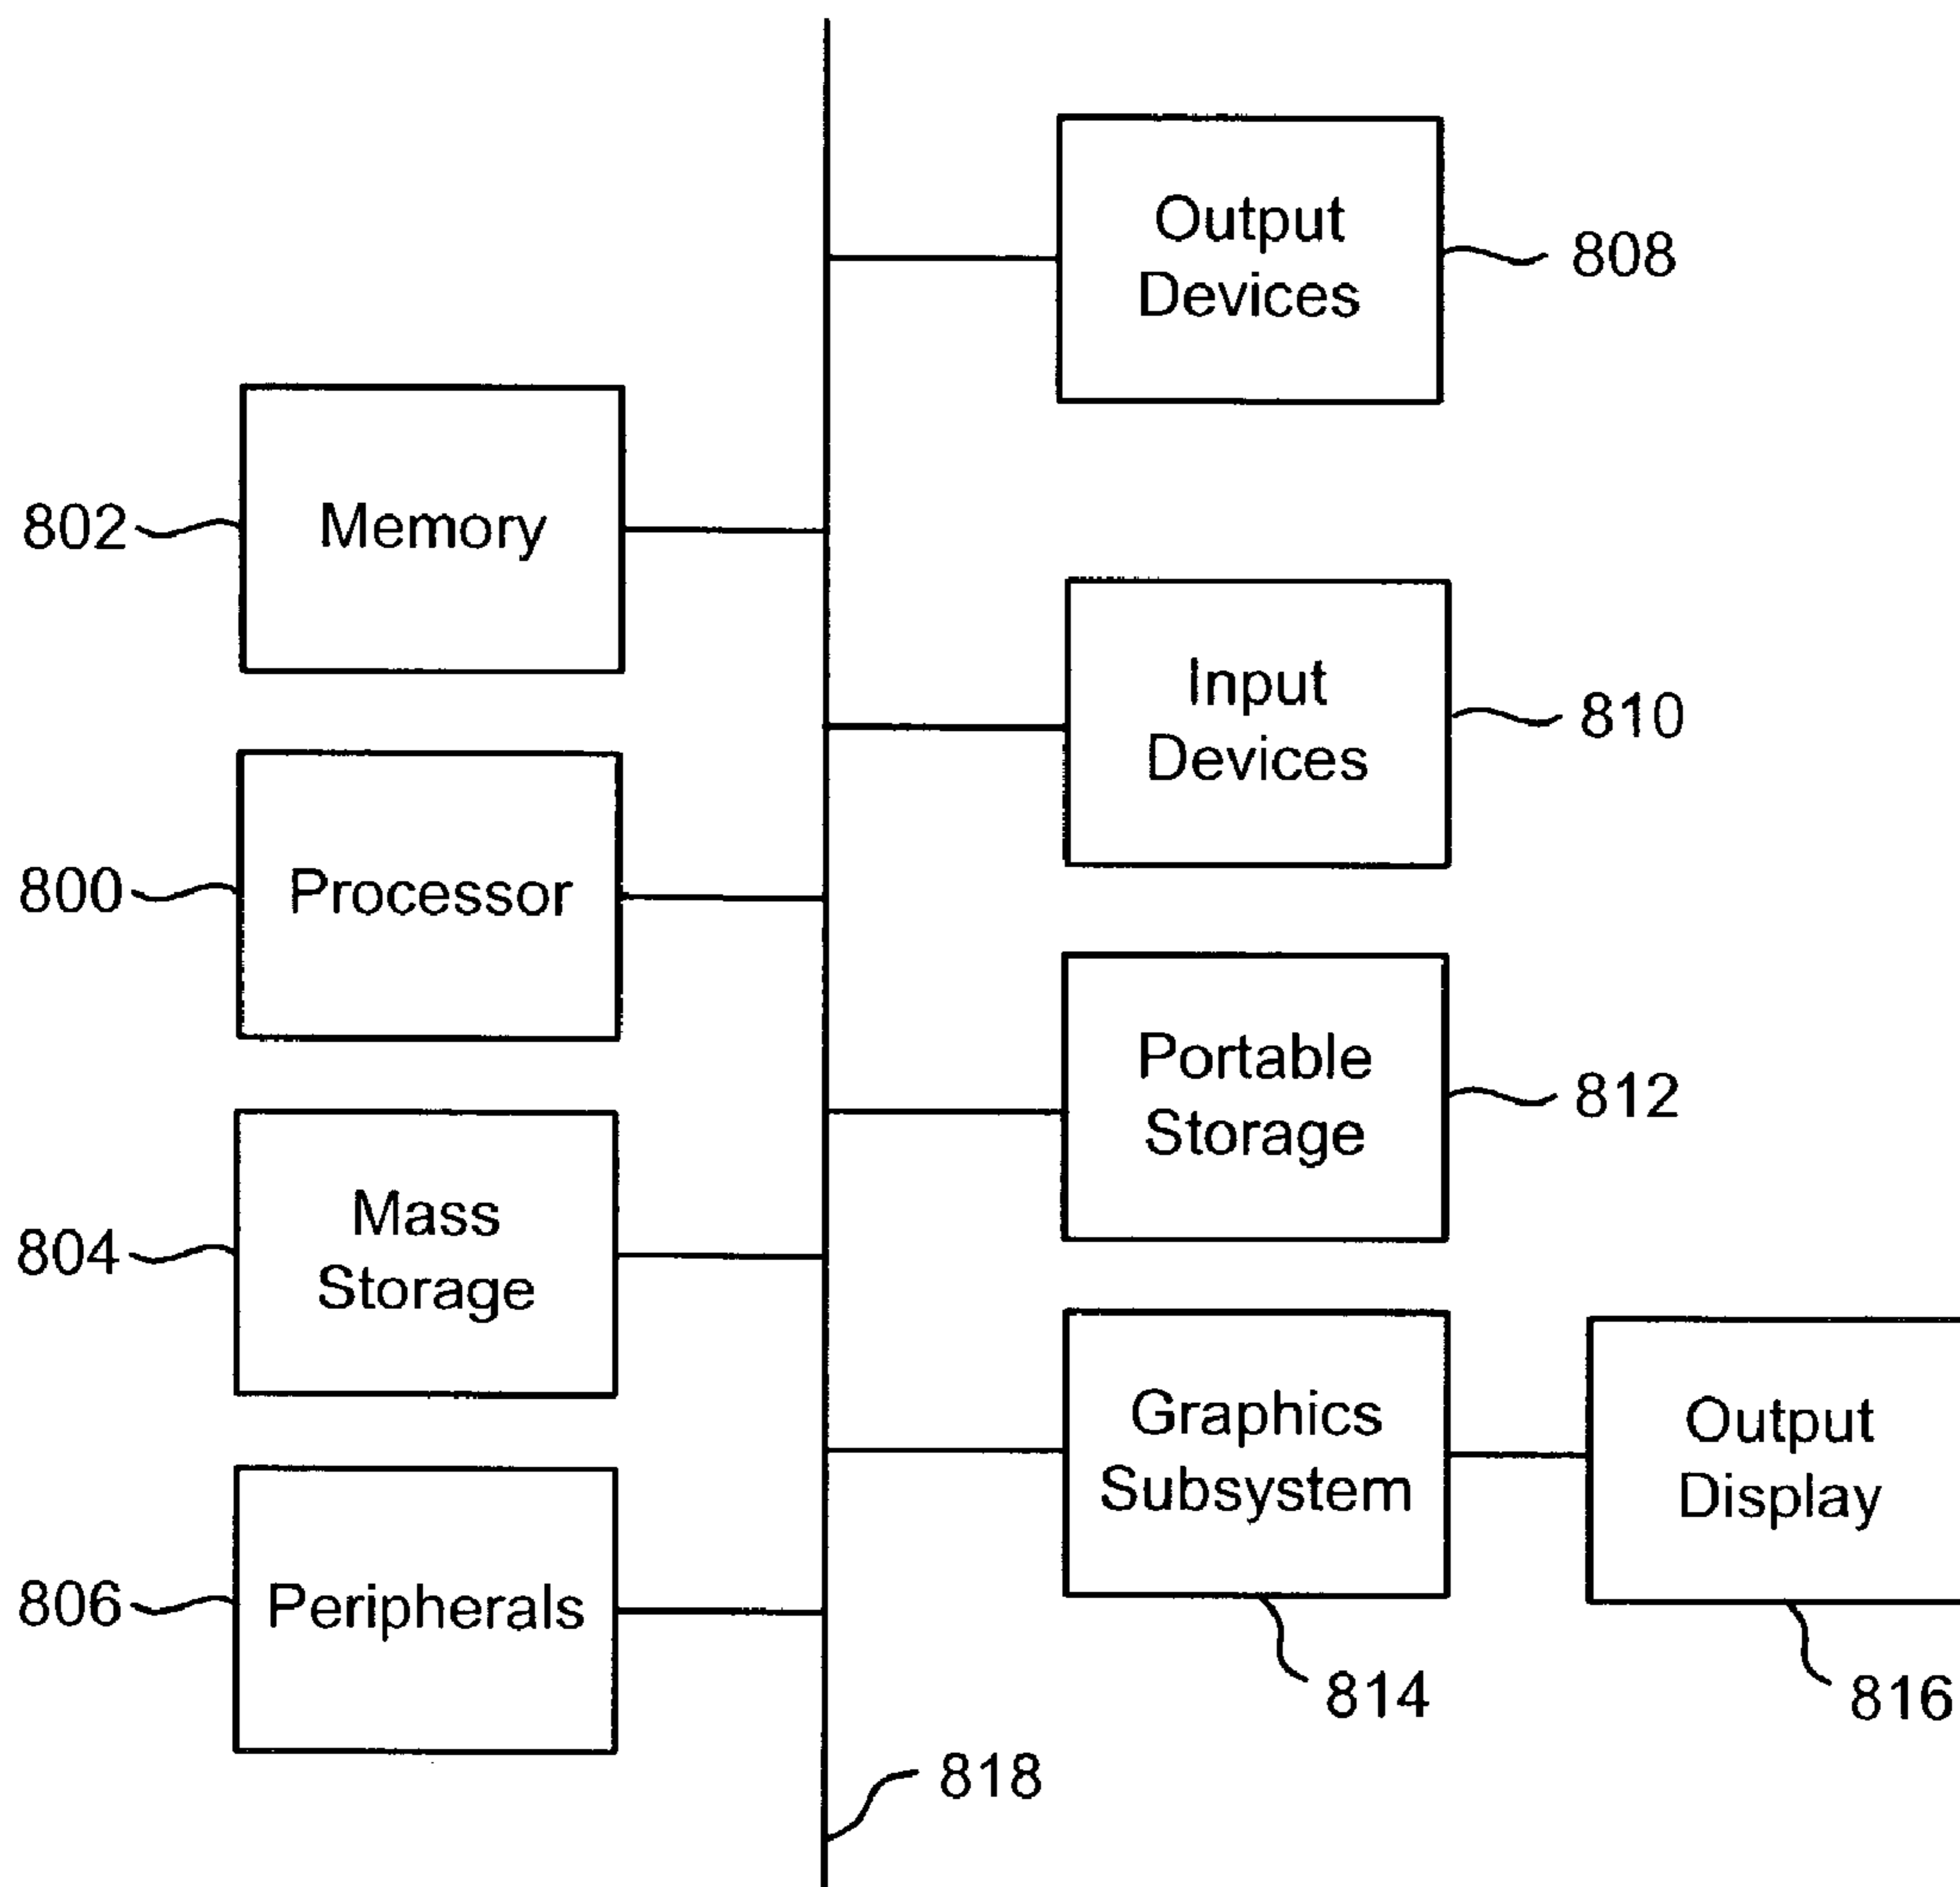 Output
Devices
808
802
Memory
Input
Devices
810
800
Processor
Portable
Storage
812
Mass
Storage
804
Graphics
Subsystem
Output
Display
806
Peripherals
814
816
818